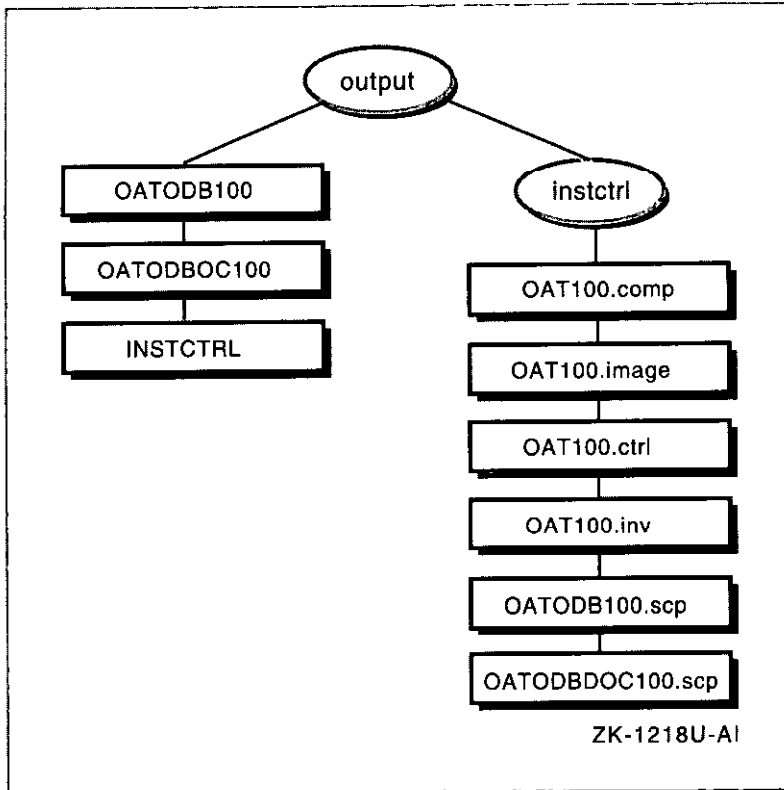 output
OATODB100
OATODBOC100
INSTCTRL
instctrl
OAT100.comp
OAT100.image
OAT100.ctrl
OAT100.inv
OATODB100.scp
OATODBDOC100.scp
ZK-1218U-AI